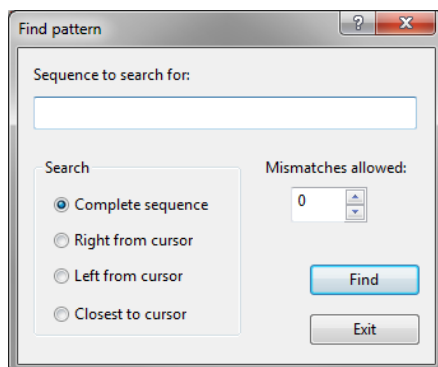 Find pattern
Sequence to search for:
Search
Complete sequence
Right from cursor
Left from cursor
Closest to cursor
Mismatches allowed:
0
Find
Exit